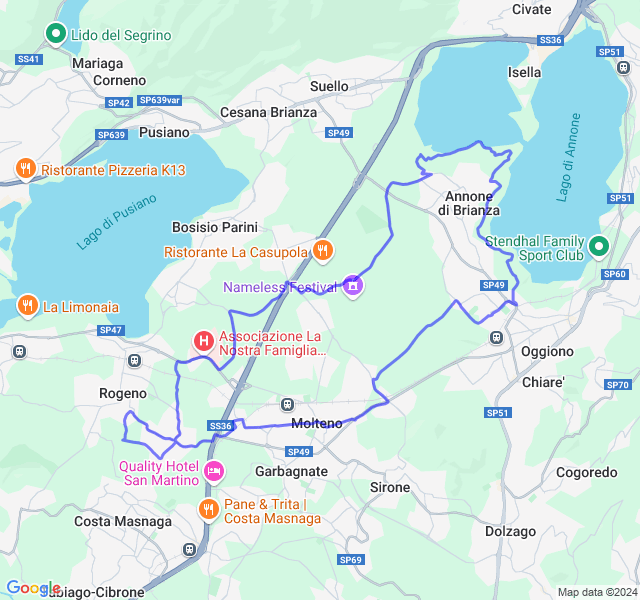 Civate
Lido del Segrino
SS36
SP51
SS41
Mariaga
Corneno
Isella
Suello
SP42
SP639var
Cesana Brianza
Pusiano
SP639
SP49
Lago di Annone
Ristorante Pizzeria K13
Annone
di Brianza
SP51
Lago di Pusiano
Bosisio Parini
Stendhal Family
Sport Club
Ristorante La Casupola
SP60
Nameless Festival
SP49
La Limonaia
SP47
Associazione La
Nostra Famiglia...
Oggiono
Chiare'
SP70
Rogeno
SP51
SS36
Molteno
SP49
Quality Hotel
San Martino
Garbagnate
Cogoredo
Sirone
Pane & Trita |
Costa Masnaga
Costa Masnaga
Dolzago
SP69
Google
biago-Cibrone
Map data ©2024